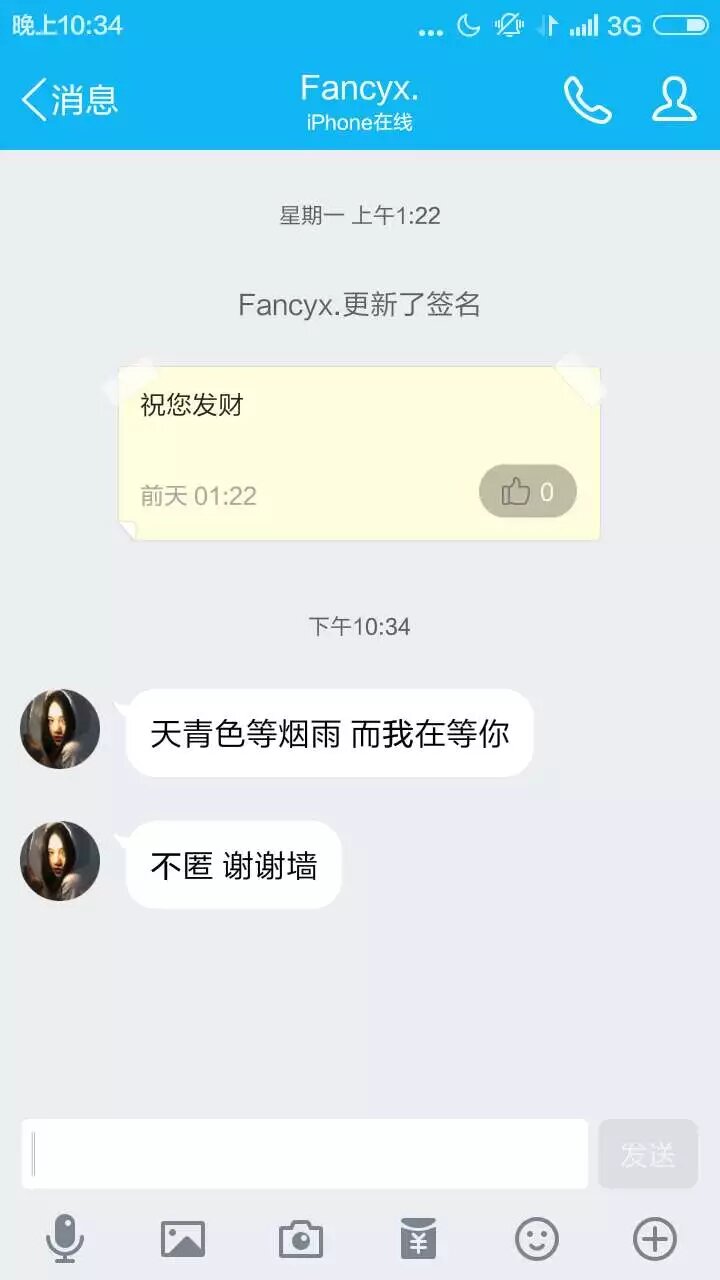 晚上10:34
3G
消息
Fancyx.
iPhone在线
星期一 上午1:22
Fancyx.更新了签名
祝您发财
前天 01:22
0
下午10:34
天青色等烟雨 而我在等你
不匿 谢谢墙
发送
¥